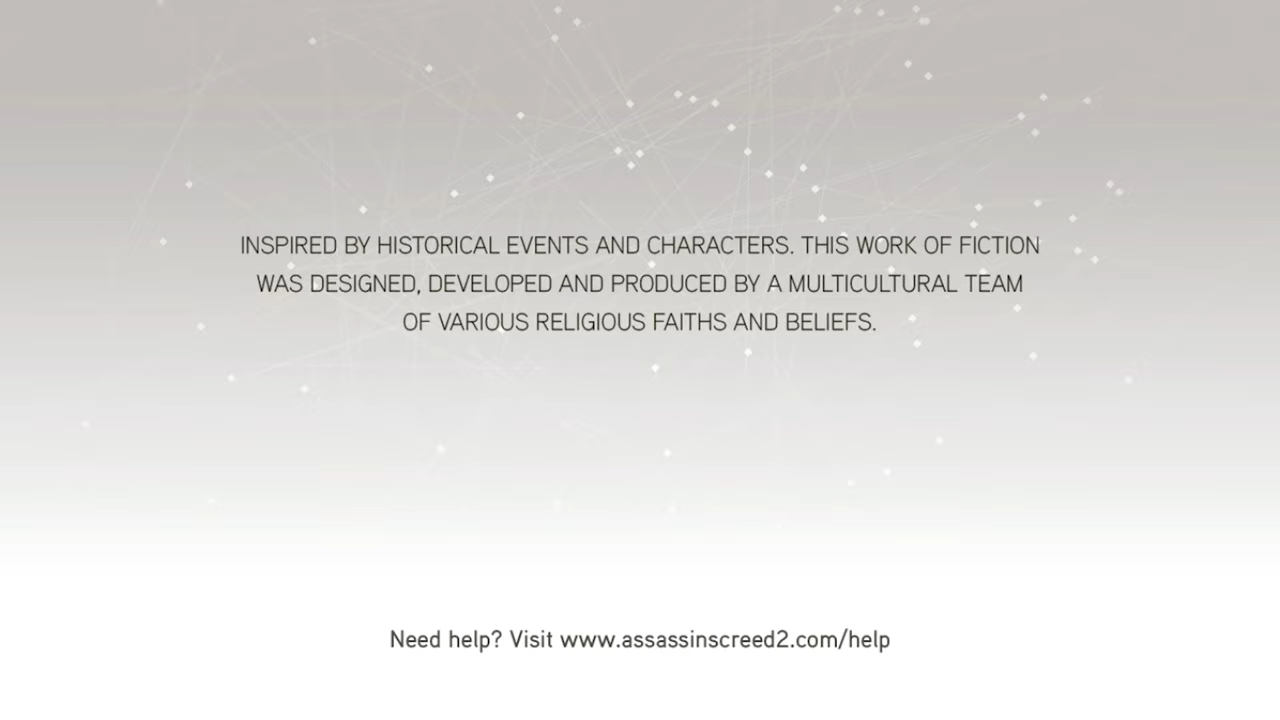 INSPIRED BY HISTORICAL EVENTS AND CHARACTERS. THIS WORK OF FICTION
WAS DESIGNED, DEVELOPED AND PRODUCED BY A MULTICULTURAL TEAM
OF VARIOUS RELIGIOUS FAITHS AND BELIEFS.
Need help? Visit www.assassinscreed2.com/help